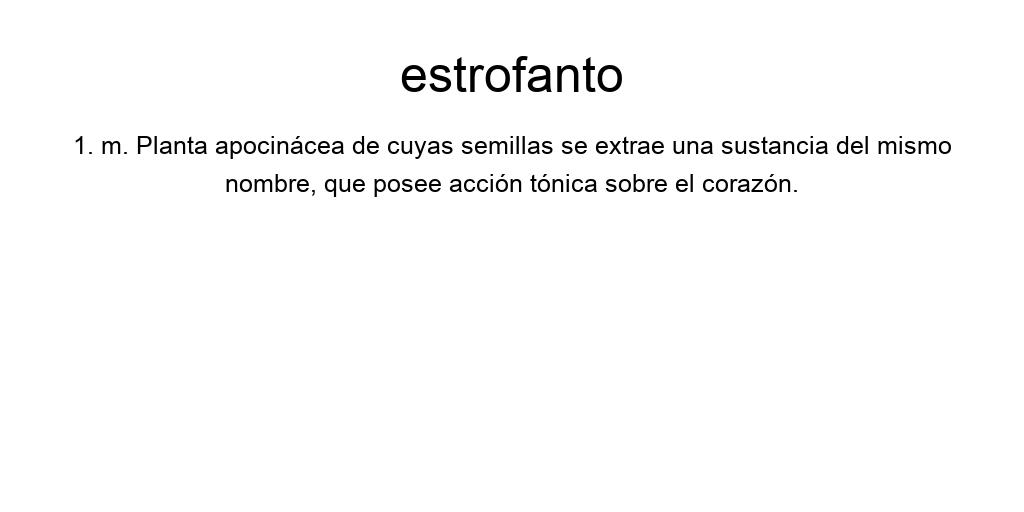 estrofanto
1. m. Planta apocinácea de cuyas semillas se extrae una sustancia del mismo
nombre, que posee acción tónica sobre el corazón.